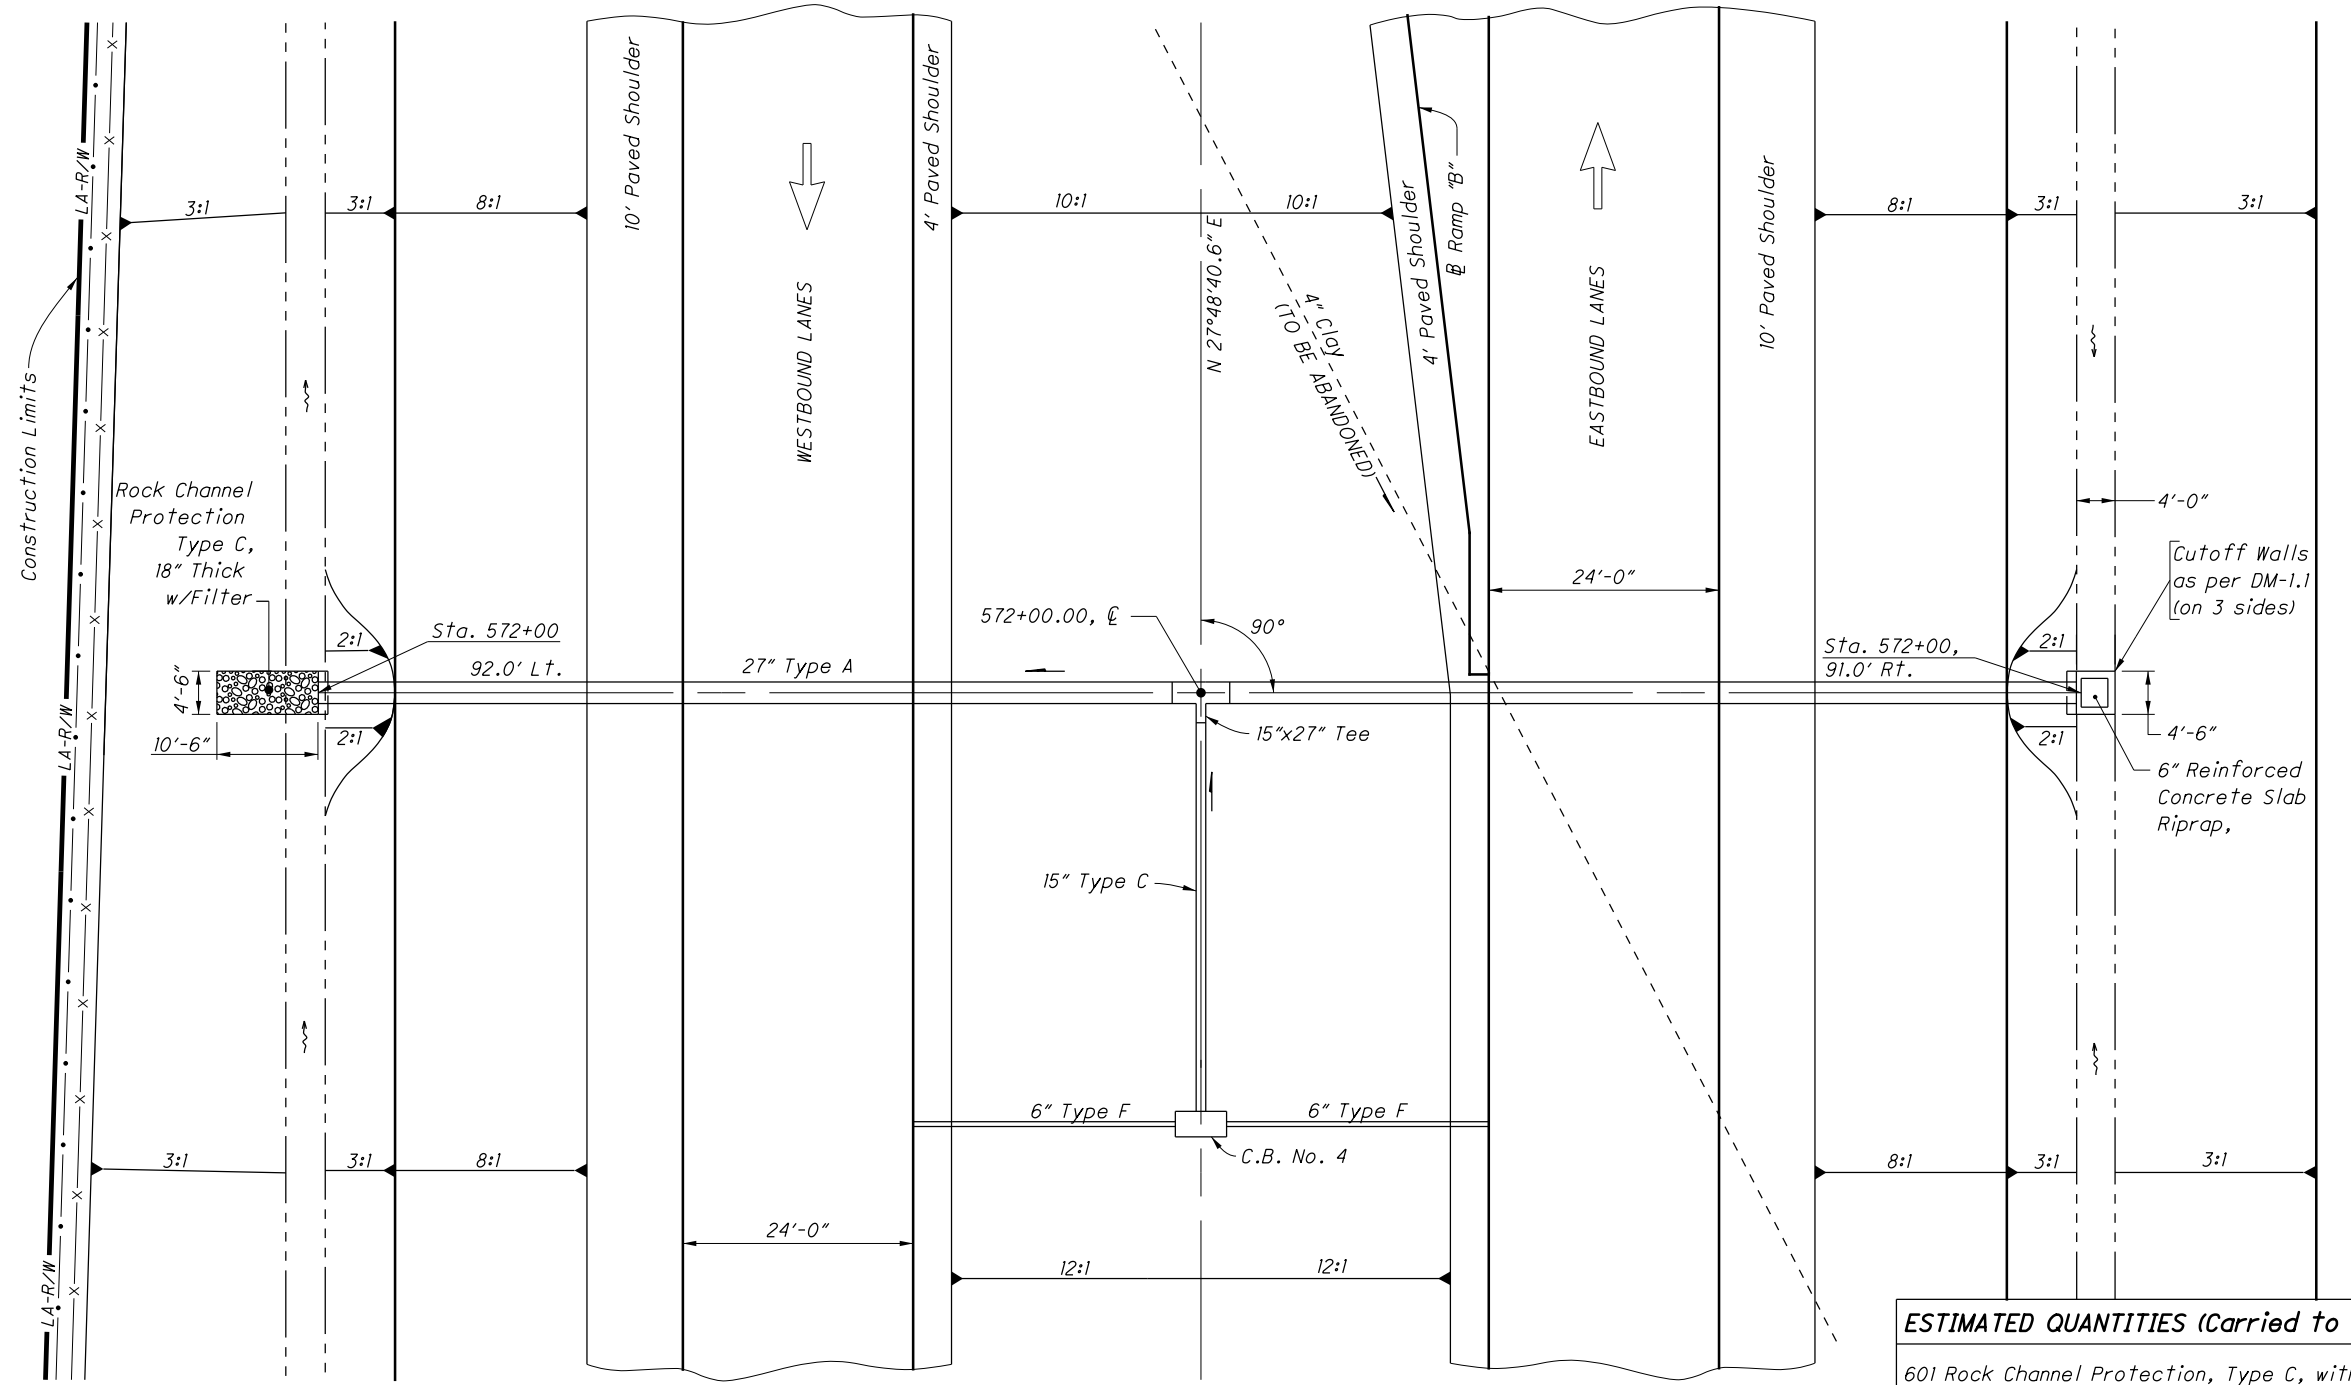 10' Paved Shoulder
4' Paved Shoulder
10' Paved Shoulder
LA-R/W
3:1
3:1
8:1
10:1
10:1
8:1
3:1
3:1
N 27°48'40.6" E
4' Paved Shoulder
℄ Ramp "B"
WESTBOUND LANES
EASTBOUND LANES
4" Clay
(TO BE ABANDONED)
Construction Limits
Rock Channel
Protection
Type C,
18" Thick
w/Filter
4'-0"
Cutoff Walls
as per DM-1.1
(on 3 sides)
24'-0"
572+00.00, ℄
90°
Sta. 572+00
92.0' Lt.
27" Type A
2:1
2:1
4'-6"
10'-6"
LA-R/W
Sta. 572+00,
91.0' Rt.
2:1
2:1
4'-6"
15"x27" Tee
6" Reinforced
Concrete Slab
Riprap,
15" Type C
6" Type F
6" Type F
C.B. No. 4
3:1
3:1
8:1
8:1
3:1
3:1
24'-0"
12:1
12:1
LA-R/W
ESTIMATED QUANTITIES (Carried to
601 Rock Channel Protection, Type C, wit